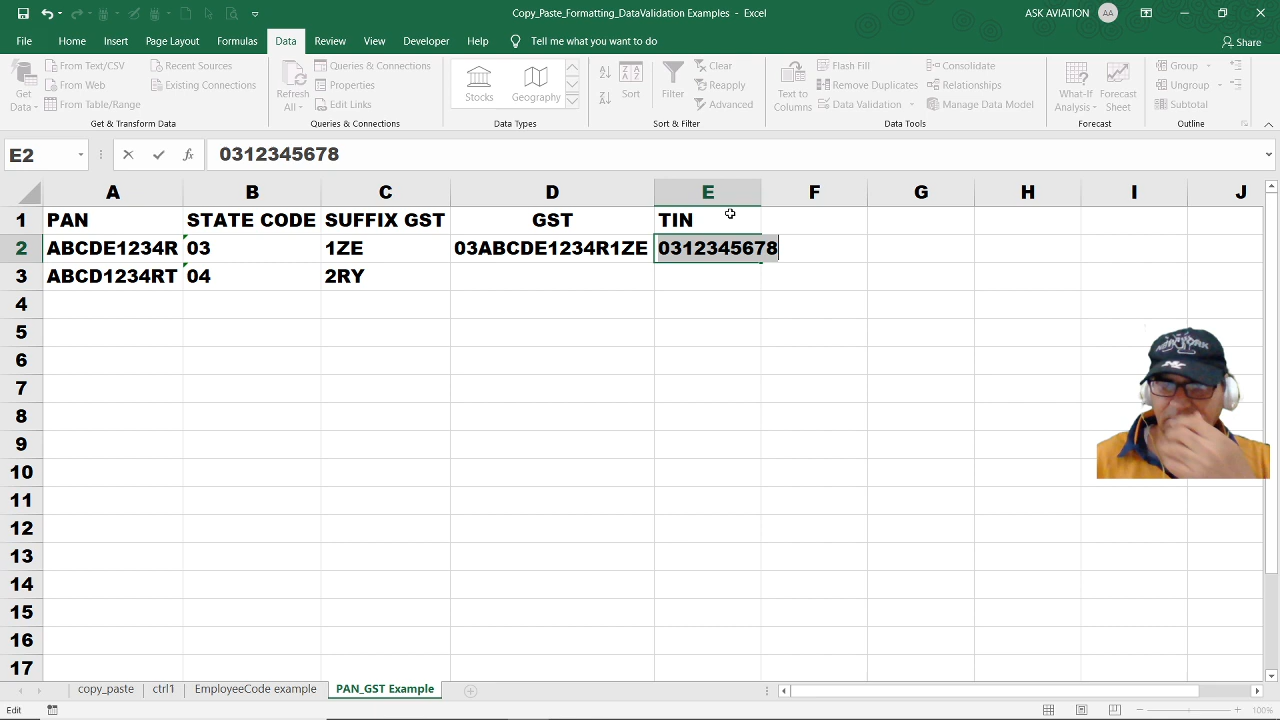 Copy_Paste_Formatting_DataValidation Examples - Excel
ASK AVIATION AA
File Home Insert Page Layout Formulas Data Review View Developer Help Tell me what you want to do Share
Get Data
From Text/CSV
From Web
From Table/Range
Recent Sources
Existing Connections
Get & Transform Data
Refresh All
Queries & Connections
Properties
Edit Links
Queries & Connections
Stocks Geography
Data Types
Sort
Filter
Clear
Reapply
Advanced
Sort & Filter
Text to Columns
Flash Fill
Remove Duplicates
Data Validation
Consolidate
Relationships
Manage Data Model
Data Tools
What-If Analysis
Forecast Sheet
Forecast
Group
Ungroup
Subtotal
Outline
E2 fx 0312345678
A B C D E F G H I J
1 PAN STATE CODE SUFFIX GST GST TIN
2 ABCDE1234R 03 1ZE 03ABCDE1234R1ZE 0312345678
3 ABCD1234RT 04 2RY
4
5
6
7
8
9
10
11
12
13
14
15
16
17
copy_paste ctrl1 EmployeeCode example PAN_GST Example
Edit 100%